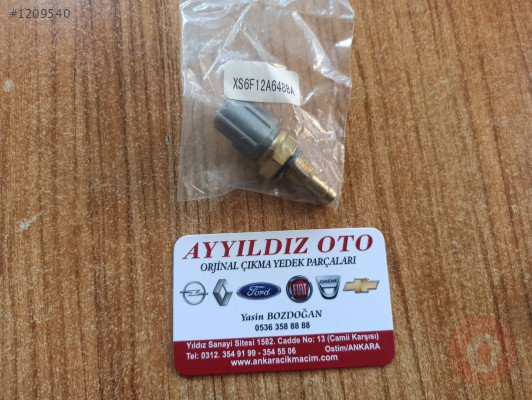 #1209540
XS6F12A648BA
AYYILDIZ OTO
ORJİNAL ÇIKMA YEDEK PARÇALARI
Ford
FIAT
DACIA
Yasin BOZDOĞAN
0536 358 88 88
Yıldız Sanayi Sitesi 1582. Cadde No: 13 (Camii Karşısı)
Tel: 0312. 354 91 99 - 354 55 06 Ostim/ANKARA
www.ankaracikmacim.com